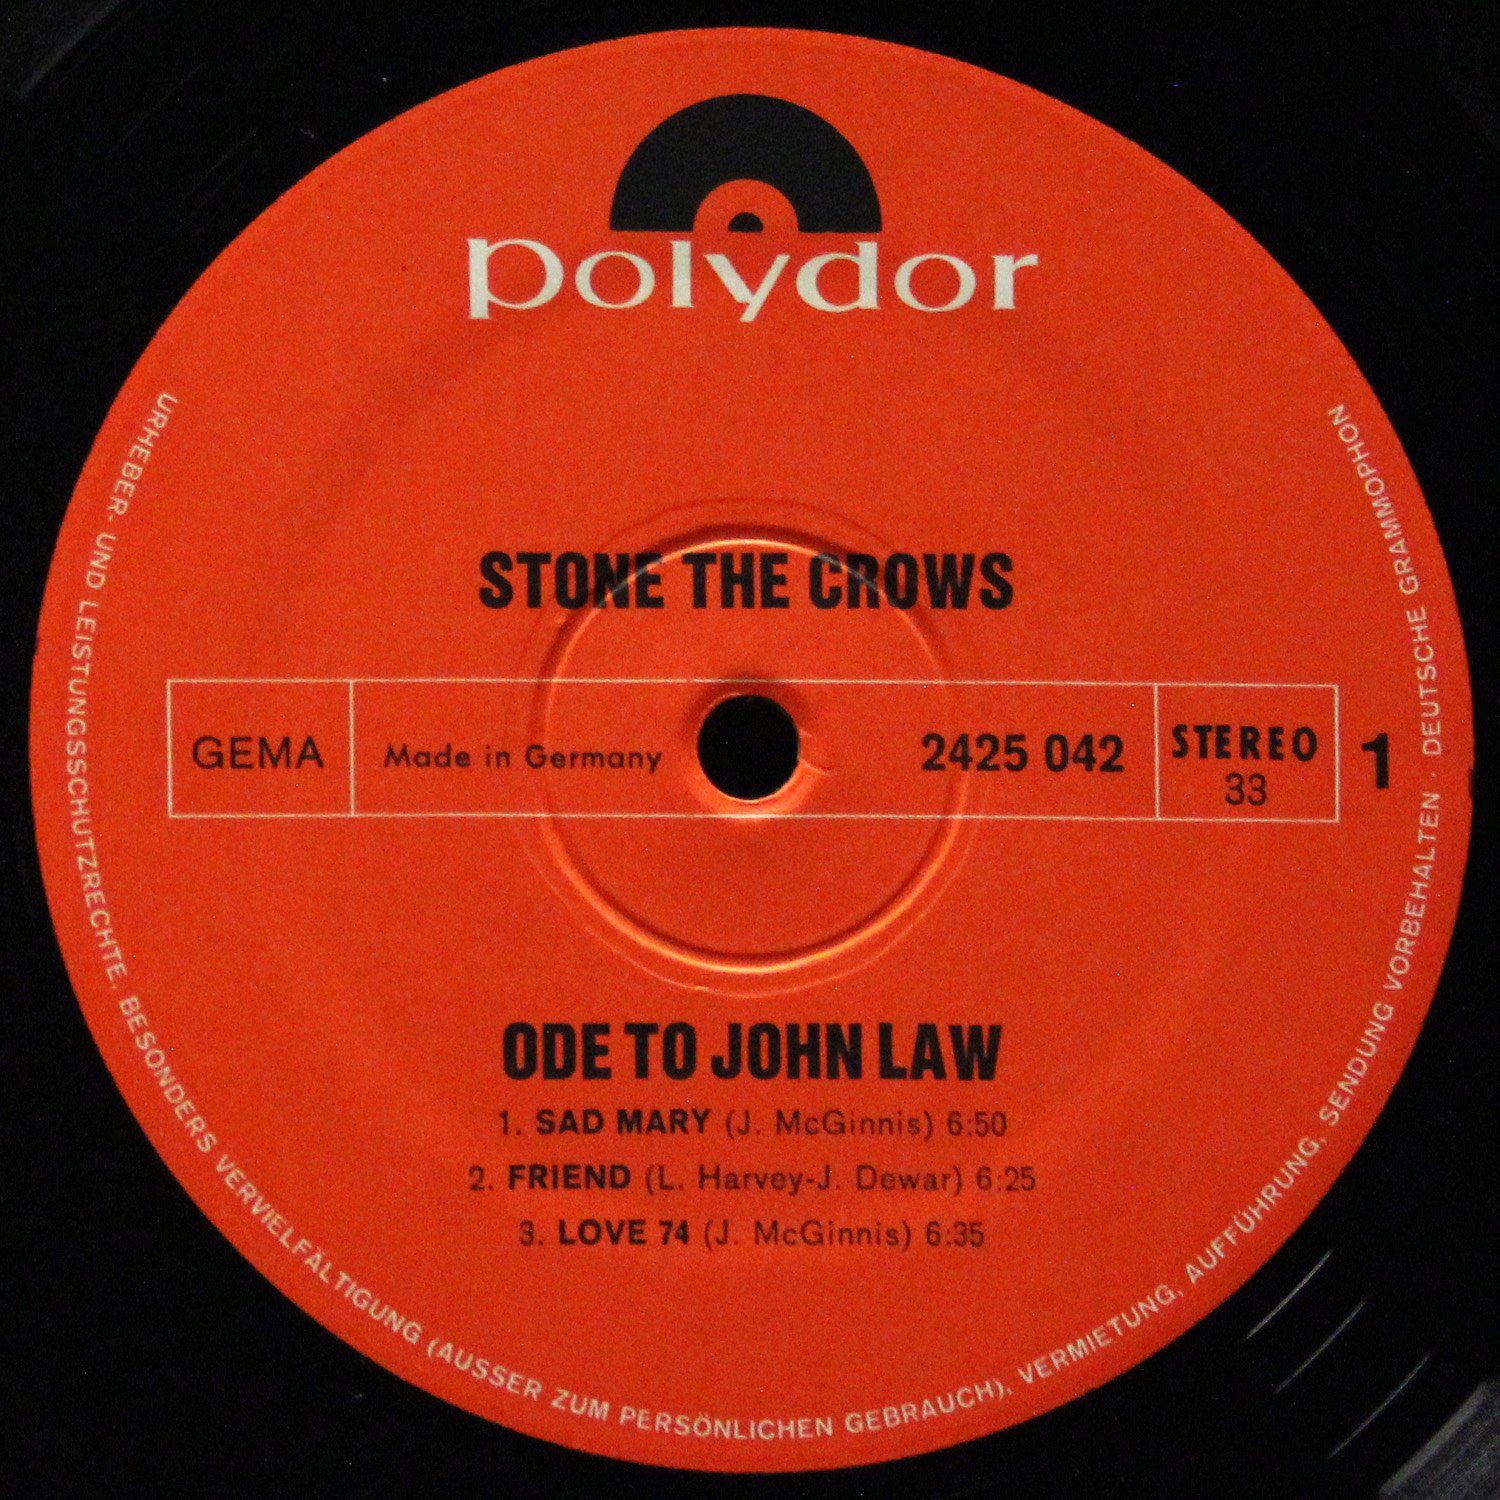 polydor
STONE THE CROWS
GEMA
Made in Germany
2425 042
STEREO
33
1
ODE TO JOHN LAW
1. SAD MARY (J. McGinnis) 6:50
2. FRIEND (L. Harvey-J. Dewar) 6:25
3. LOVE 74 (J. McGinnis) 6:35
URHEBER- UND LEISTUNGSSCHUTZRECHTE, BESONDERS VERVIELFÄLTIGUNG (AUSSER ZUM PERSÖNLICHEN GEBRAUCH), VERMIETUNG, AUFFÜHRUNG, SENDUNG VORBEHALTEN · DEUTSCHE GRAMMOPHON